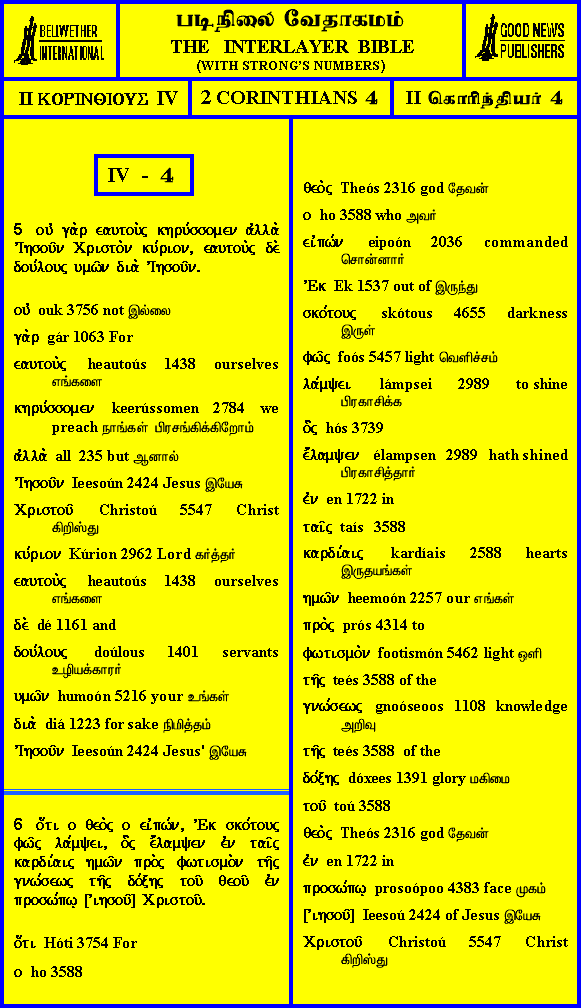 BELLWETHER
INTERNATIONAL
படிநிலை வேதாகமம்
THE INTERLAYER BIBLE
(WITH STRONG'S NUMBERS)
GOOD NEWS
PUBLISHERS
II ΚΟΡΙΝΘΙΟΥΣ IV
2 CORINTHIANS 4
II கொரிந்தியர் 4
IV - 4
5 οὐ γὰρ εαυτοὺς κηρύσσομεν ἀλλὰ
Ἰησοῦν Χριστὸν κύριον, εαυτοὺς δὲ
δούλους υμῶν διὰ Ἰησοῦν.
οὐ ouk 3756 not இல்லை
γὰρ gár 1063 For
εαυτοὺς heautoús 1438 ourselves
எங்களை
κηρύσσομεν keerússomen 2784 we
preach நாங்கள் பிரசங்கிக்கிறோம்
ἀλλὰ all 235 but ஆனால்
Ἰησοῦν Ieesoún 2424 Jesus இயேசு
Χριστοῦ Christoú 5547 Christ
கிறிஸ்து
κύριον Kúrion 2962 Lord கர்த்தர்
εαυτοὺς heautoús 1438 ourselves
எங்களை
δὲ dé 1161 and
δούλους doúlous 1401 servants
உழியக்காரர்
υμῶν humoón 5216 your உங்கள்
διὰ diá 1223 for sake நிமித்தம்
Ἰησοῦν Ieesoún 2424 Jesus' இயேசு
6 ὅτι ο θεὸς ο εἰπών, Ἐκ σκότους
φῶς λάμψει, ὃς ἔλαμψεν ἐν ταῖς
καρδίαις ημῶν πρὸς φωτισμὸν τῆς
γνώσεως τῆς δόξης τοῦ θεοῦ ἐν
προσώπῳ [Ἰησοῦ] Χριστοῦ.
ὅτι Hóti 3754 For
ο ho 3588
θεὸς Theós 2316 god தேவன்
ο ho 3588 who அவர்
εἰπών eipoón 2036 commanded
சொன்னார்
Ἐκ Ek 1537 out of இருந்து
σκότους skótous 4655 darkness
இருள்
φῶς foós 5457 light வெளிச்சம்
λάμψει lámpsei 2989 to shine
பிரகாசிக்க
ὃς hós 3739
ἔλαμψεν élampsen 2989 hath shined
பிரகாசித்தார்
ἐν en 1722 in
ταῖς taís 3588
καρδίαις kardíais 2588 hearts
இருதயங்கள்
ημῶν heemoón 2257 our எங்கள்
πρὸς prós 4314 to
φωτισμὸν footismón 5462 light ஒளி
τῆς teés 3588 of the
γνώσεως gnoóseoos 1108 knowledge
அறிவு
τῆς teés 3588 of the
δόξης dóxees 1391 glory மகிமை
τοῦ toú 3588
θεὸς Theós 2316 god தேவன்
ἐν en 1722 in
προσώπῳ prosoópoo 4383 face முகம்
[Ἰησοῦ] Ieesoú 2424 of Jesus இயேசு
Χριστοῦ Christoú 5547 Christ
கிறிஸ்து